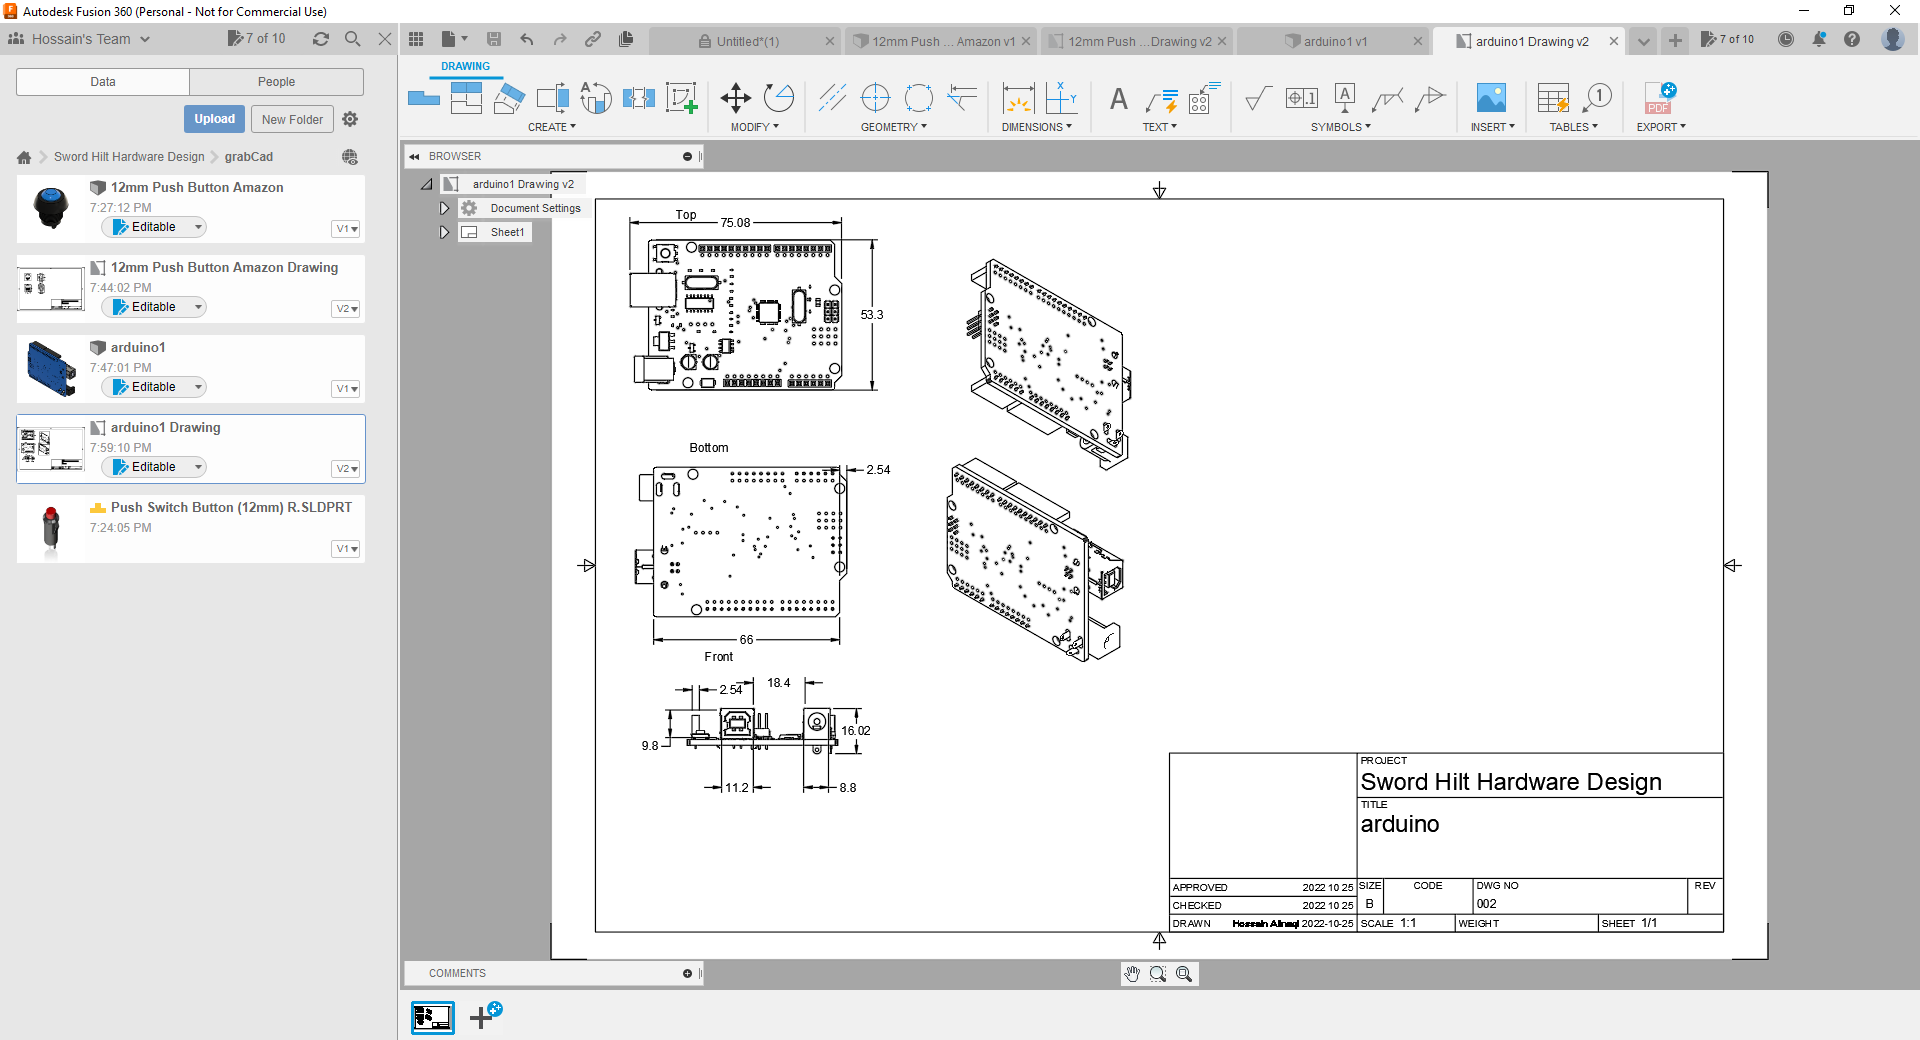 Autodesk Fusion 360 (Personal - Not for Commercial Use)
Hossain's Team
7 of 10
Untitled*(1)
12mm Push ... Amazon v1
12mm Push ...Drawing v2
arduino1 v1
arduino1 Drawing v2
7 of 10
DRAWING
Data
People
Upload
New Folder
CREATE
MODIFY
GEOMETRY
DIMENSIONS
TEXT
SYMBOLS
INSERT
TABLES
PDF
EXPORT
Sword Hilt Hardware Design
grabCad
12mm Push Button Amazon
7:27:12 PM
Editable
V1
12mm Push Button Amazon Drawing
7:44:02 PM
Editable
V2
arduino1
7:47:01 PM
Editable
V1
arduino1 Drawing
7:59:10 PM
Editable
V2
Push Switch Button (12mm) R.SLDPRT
7:24:05 PM
V1
BROWSER
arduino1 Drawing v2
Document Settings
Sheet1
Top
75.08
53.3
Bottom
2.54
66
Front
2.54
18.4
9.8
16.02
11.2
8.8
PROJECT
Sword Hilt Hardware Design
TITLE
arduino
APPROVED 2022 10 25
CHECKED 2022 10 25
DRAWN Hossain Alnaqi 2022-10-25
SIZE
B
CODE
DWG NO
002
REV
SCALE 1:1
WEIGHT
SHEET 1/1
COMMENTS